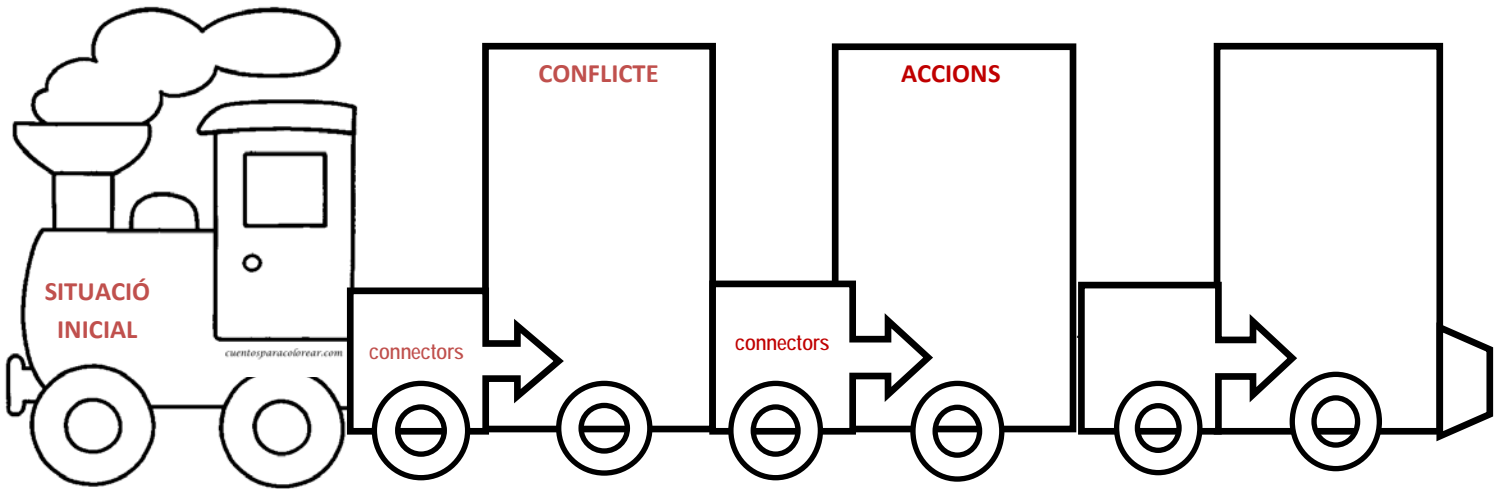 SITUACIÓ
INICIAL
cuentosparacolorear.com
connectors
CONFLICTE
connectors
ACCIONS